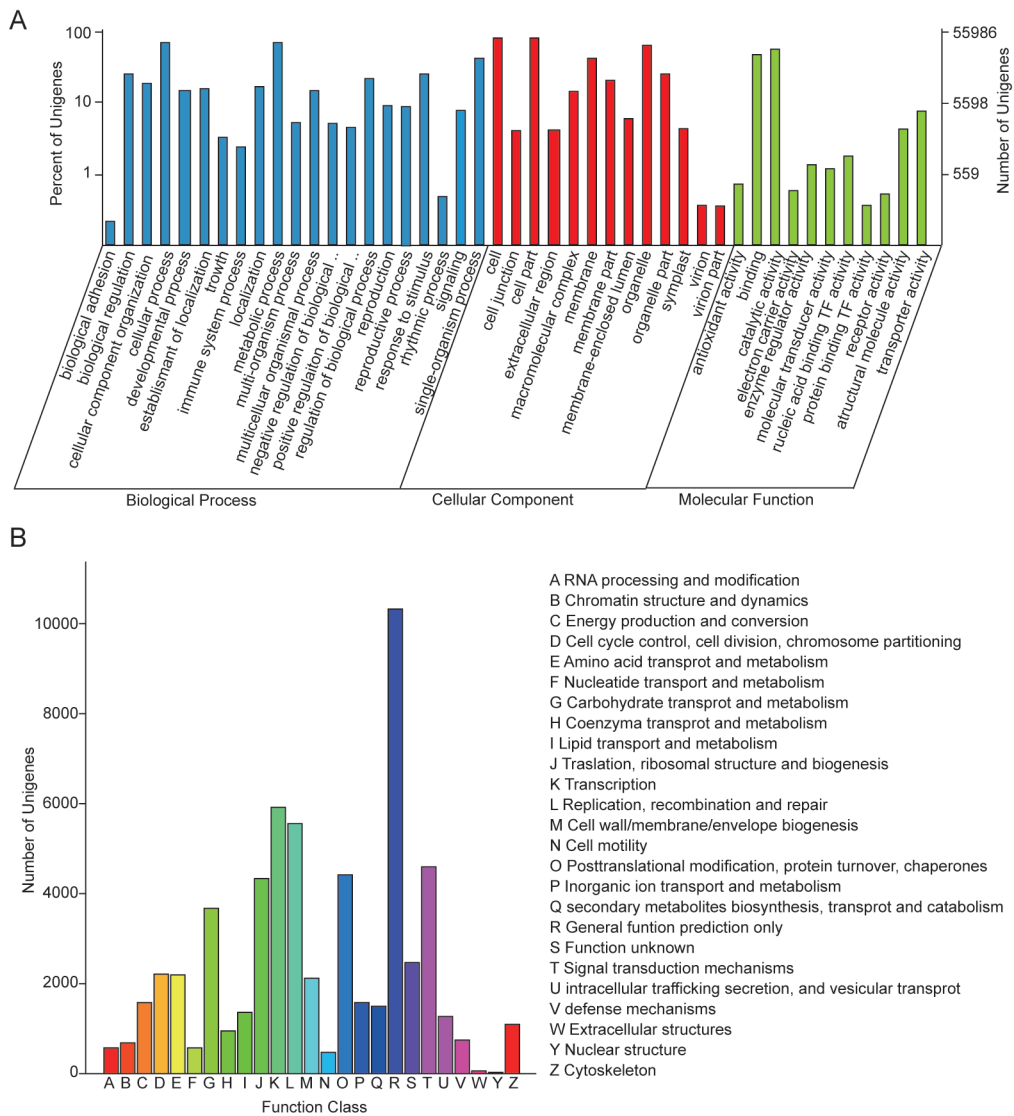 A
100
10
1
Percent of Unigenes
55986
5598
559
Number of Unigenes
biological adhesion
biological regulation
cellular component organization
cellular process
developmental prpcess
establismant of localization
trowth
immune system process
localization
metabolic process
multi-organism process
multicelluar organismal process
negative regulation of biological ..
positive regulaiton of biological ..
regulation of biological process
reproduction
reproductive process
response to stimulus
rhythmic process
signaling
single-organism process
cell
cell junction
cell part
extracellular region
macromolecular complex
membrane
membrane part
membrane-enclosed lumen
organelle
organelle part
symplast
virion
virion part
antioxidant activity
binding
catalytic activity
electron carrier activity
enzyme regulator activity
molecular transducer activity
nucleic acid binding TF activity
protein binding TF activity
receptor activity
atructural molecule activity
transporter activity
Biological Process
Cellular Component
Molecular Function
B
10000
8000
6000
4000
2000
0
Number of Unigenes
A B C D E F G H I J K L M N O P Q R S T U V W Y Z
Function Class
A RNA processing and modification
B Chromatin structure and dynamics
C Energy production and conversion
D Cell cycle control, cell division, chromosome partitioning
E Amino acid transprot and metabolism
F Nucleatide transport and metabolism
G Carbohydrate transprot and metabolism
H Coenzyma transprot and metabolism
I Lipid transport and metabolism
J Traslation, ribosomal structure and biogenesis
K Transcription
L Replication, recombination and repair
M Cell wall/membrane/envelope biogenesis
N Cell motility
O Posttranslational modification, protein turnover, chaperones
P Inorganic ion transport and metabolism
Q secondary metabolites biosynthesis, transprot and catabolism
R General funtion prediction only
S Function unknown
T Signal transduction mechanisms
U intracellular trafficking secretion, and vesicular transprot
V defense mechanisms
W Extracellular structures
Y Nuclear structure
Z Cytoskeleton